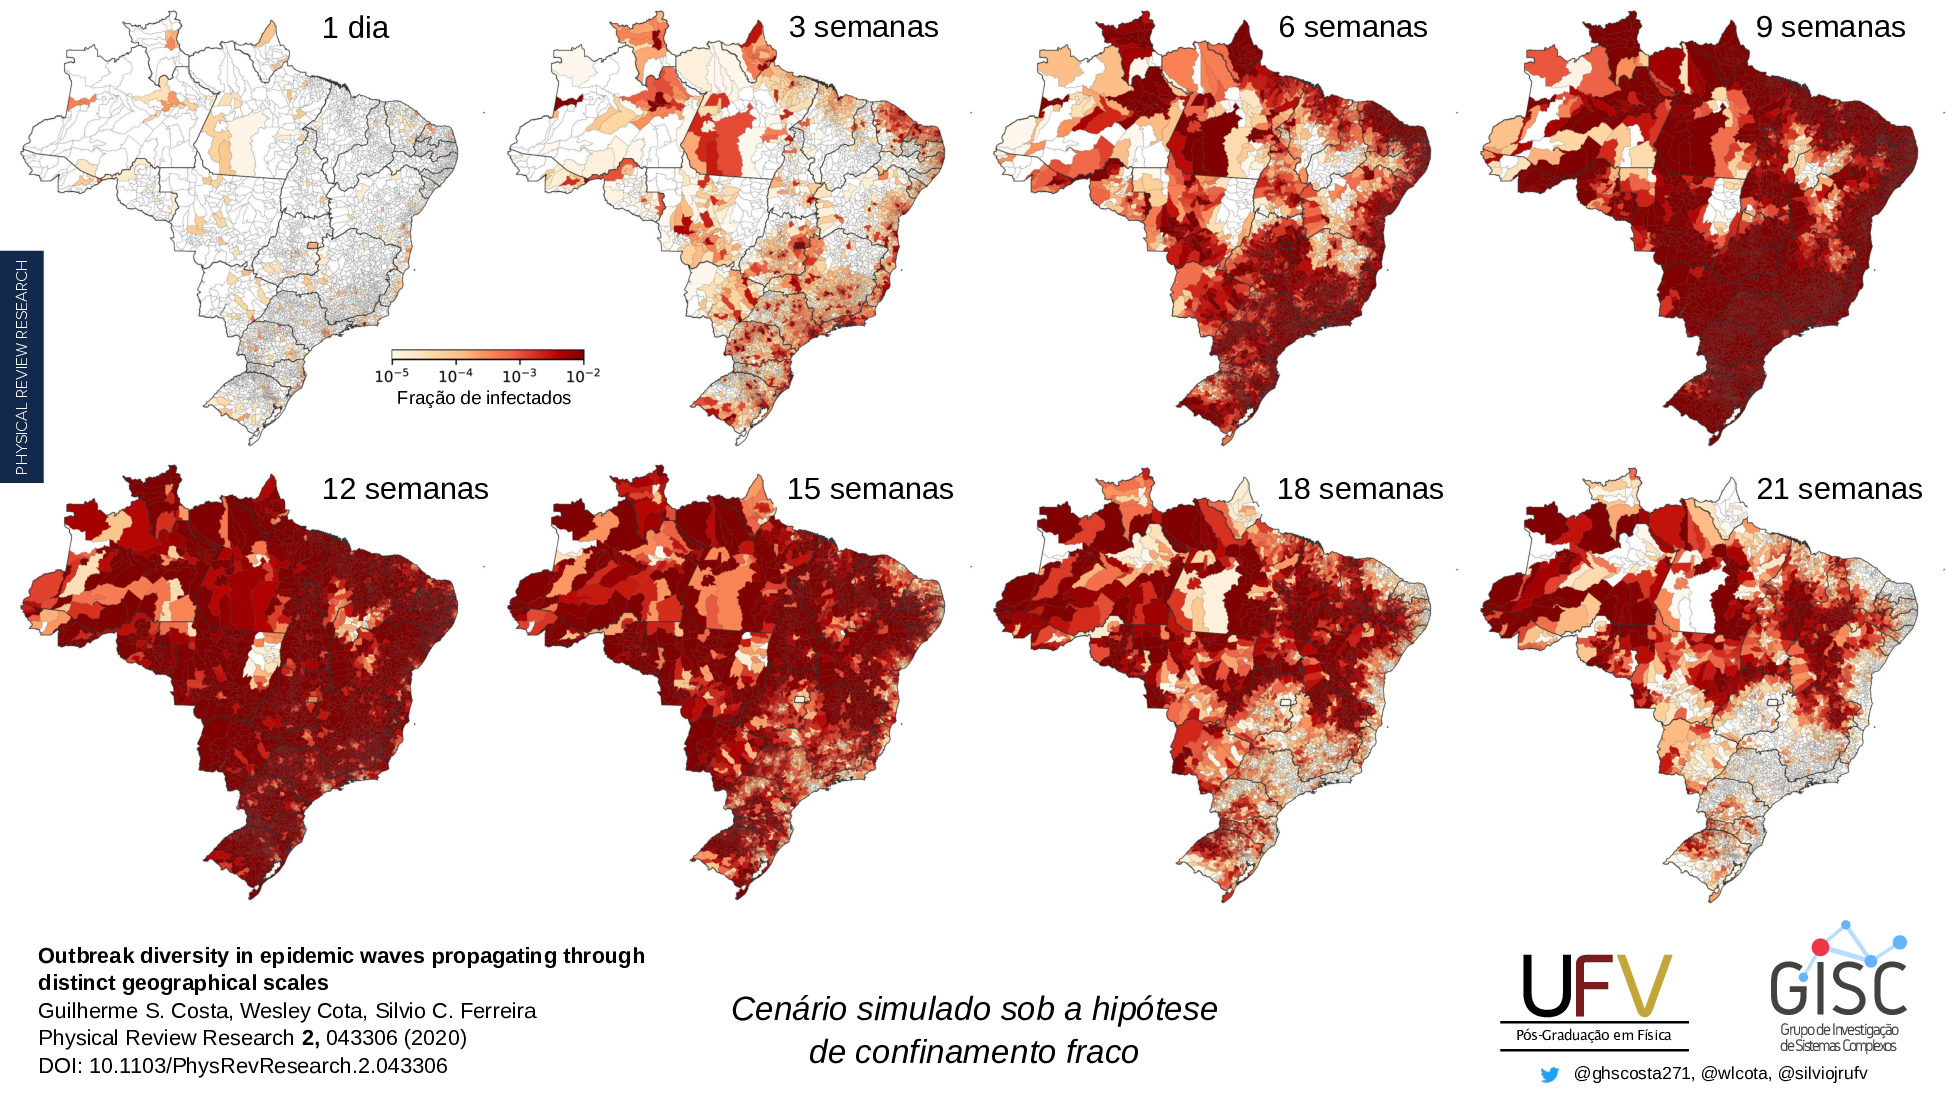 1 dia
3 semanas
6 semanas
9 semanas
PHYSICAL REVIEW RESEARCH
10⁻⁵ 10⁻⁴ 10⁻³ 10⁻²
Fração de infectados
12 semanas
15 semanas
18 semanas
21 semanas
Outbreak diversity in epidemic waves propagating through
distinct geographical scales
Guilherme S. Costa, Wesley Cota, Silvio C. Ferreira
Physical Review Research 2, 043306 (2020)
DOI: 10.1103/PhysRevResearch.2.043306
Cenário simulado sob a hipótese
de confinamento fraco
UFV
Pós-Graduação em Física
GISC
Grupo de Investigação
de Sistemas Complexos
@ghscosta271, @wlcota, @silviojrufv